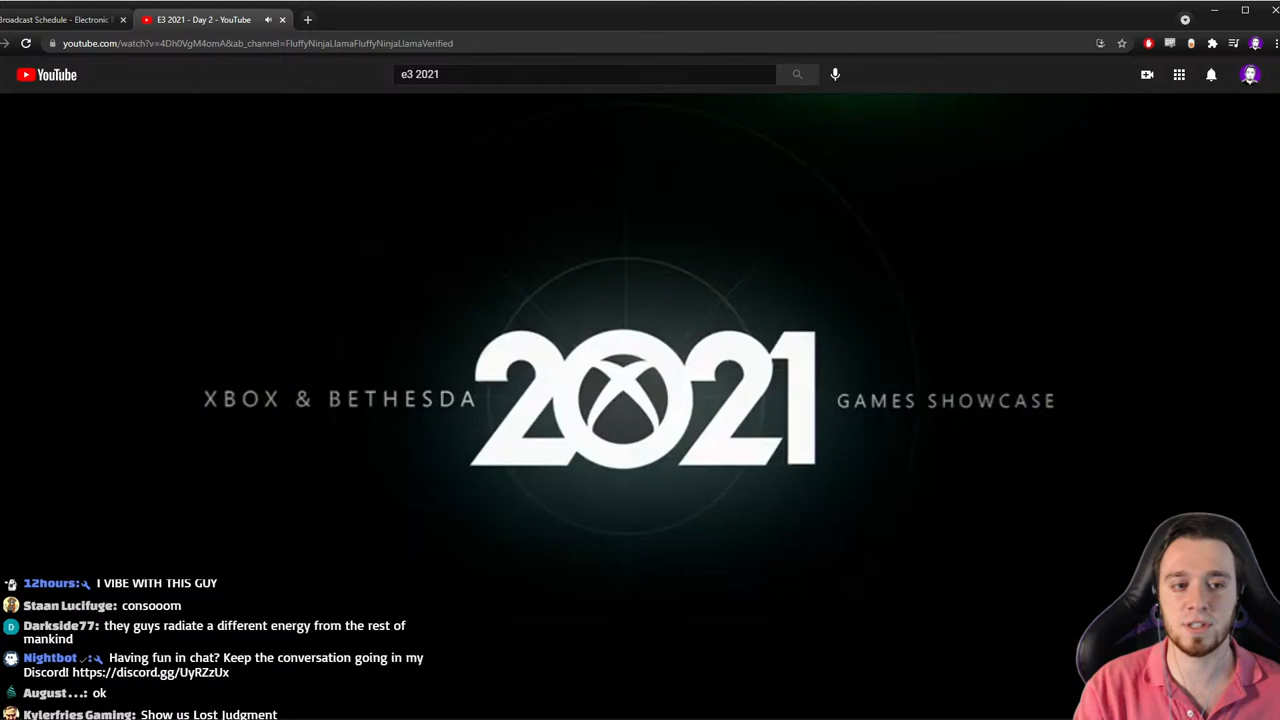 Broadcast Schedule - Electronic E
E3 2021 - Day 2 - YouTube
youtube.com/watch?v=4Dh0VgM4omA&ab_channel=FluffyNinjaLlamaFluffyNinjaLlamaVerified
YouTube
e3 2021
XBOX & BETHESDA 2021 GAMES SHOWCASE
12hours: I VIBE WITH THIS GUY
Staan Lucifuge: consooom
Darkside77: they guys radiate a different energy from the rest of
mankind
Nightbot: Having fun in chat? Keep the conversation going in my
Discord! https://discord.gg/UyRZzUx
August . . .: ok
Kylerfries Gaming: Show us Lost Judgment